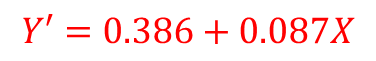 Y′ = 0.386 + 0.087X